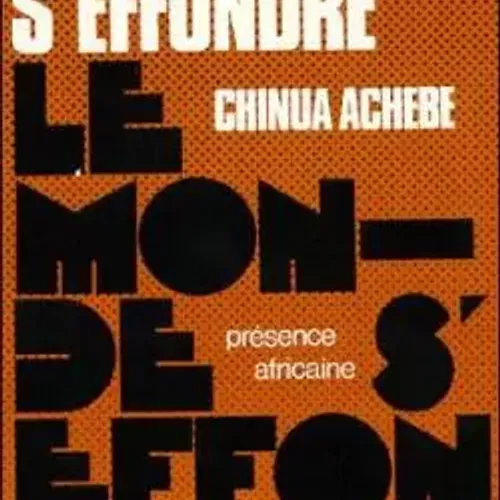 S'EFFONDRE
CHINUA ACHEBE
LE
MON-
DE S'
présence
africaine
EFFON